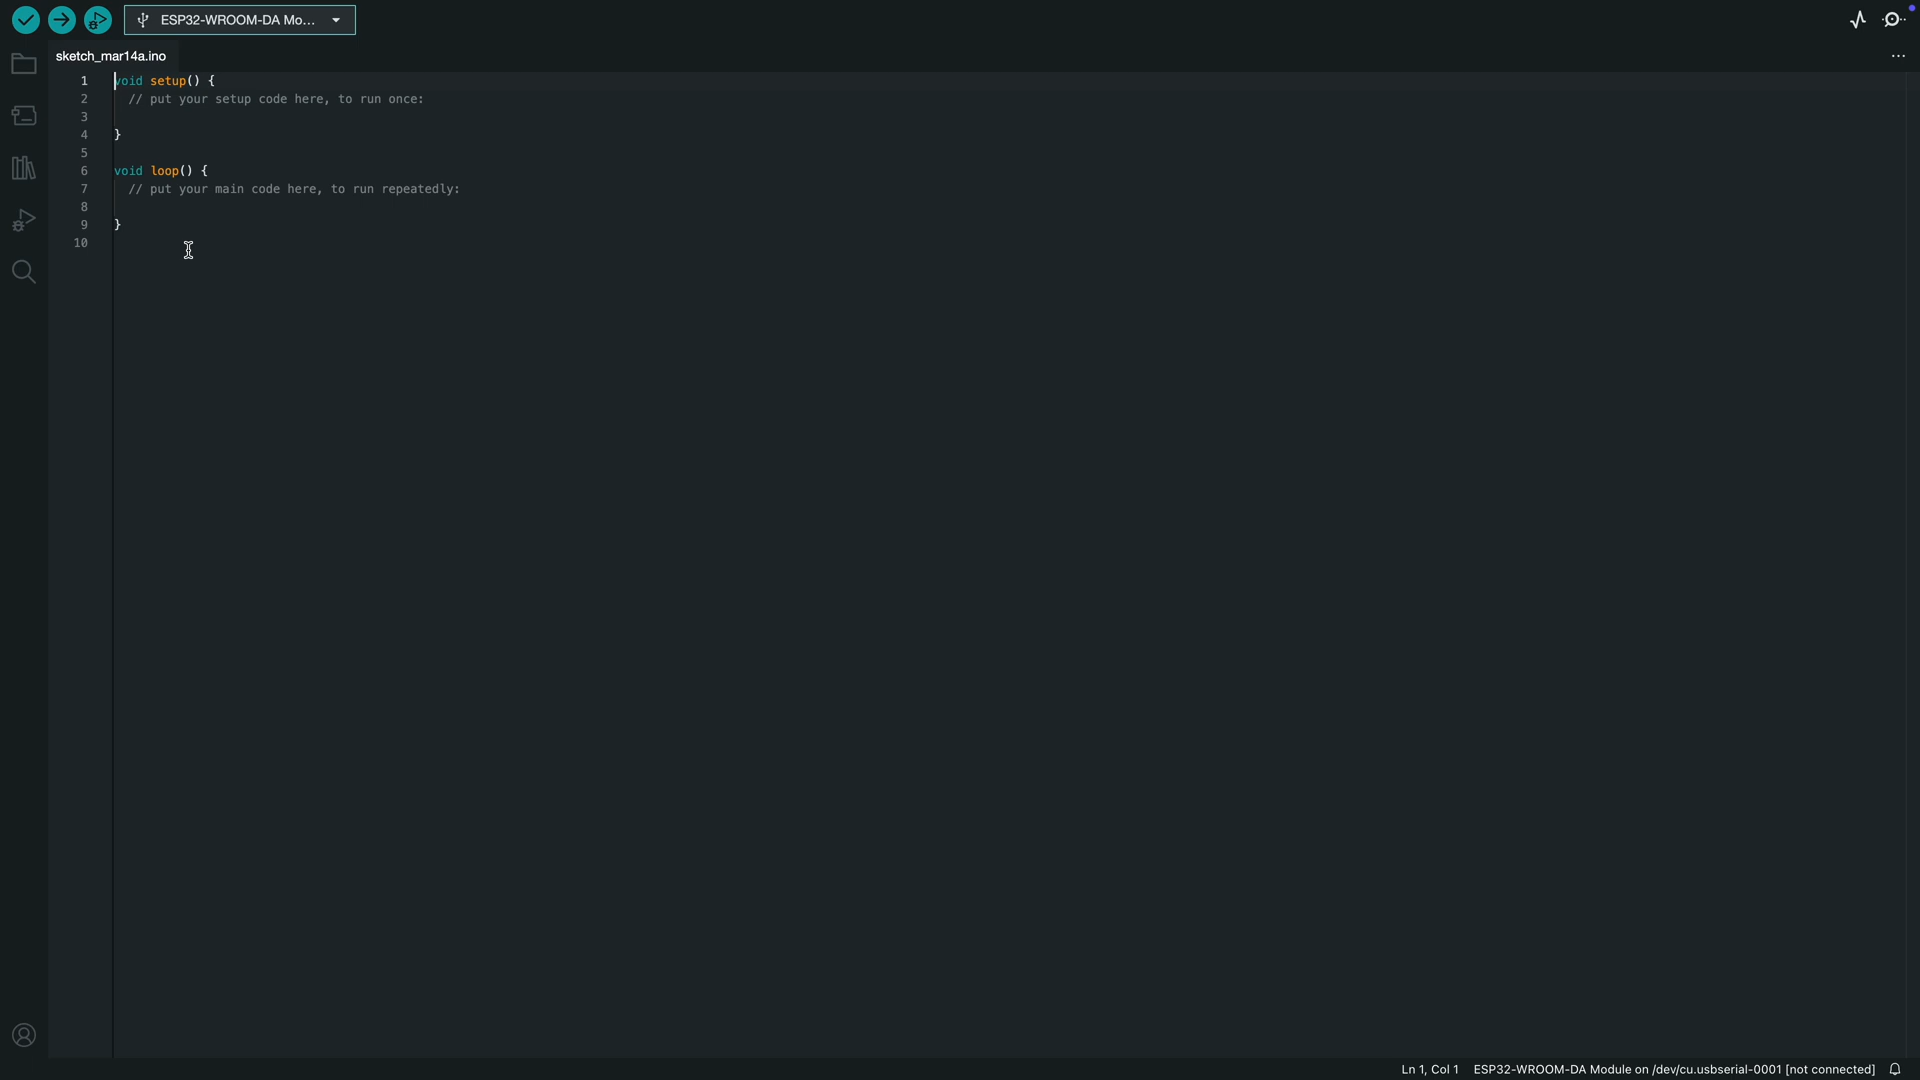 ESP32-WROOM-DA Mo...
sketch_mar14a.ino
1 void setup() {
2 // put your setup code here, to run once:
3
4 }
5
6 void loop() {
7 // put your main code here, to run repeatedly:
8
9 }
10
Ln 1, Col 1 ESP32-WROOM-DA Module on /dev/cu.usbserial-0001 [not connected]